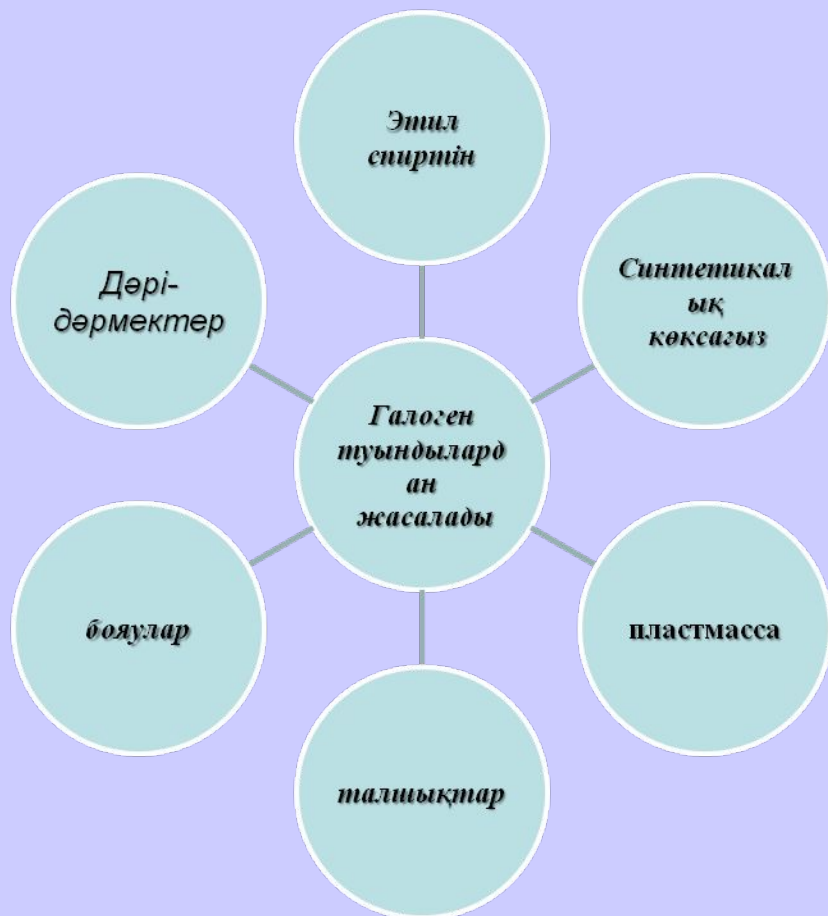 Этил
спиртін
Синтетикал
ық
көксағыз
пластмасса
талшықтар
бояулар
Дәрі-
дәрмектер
Галоген
туындылард
ан
жасалады